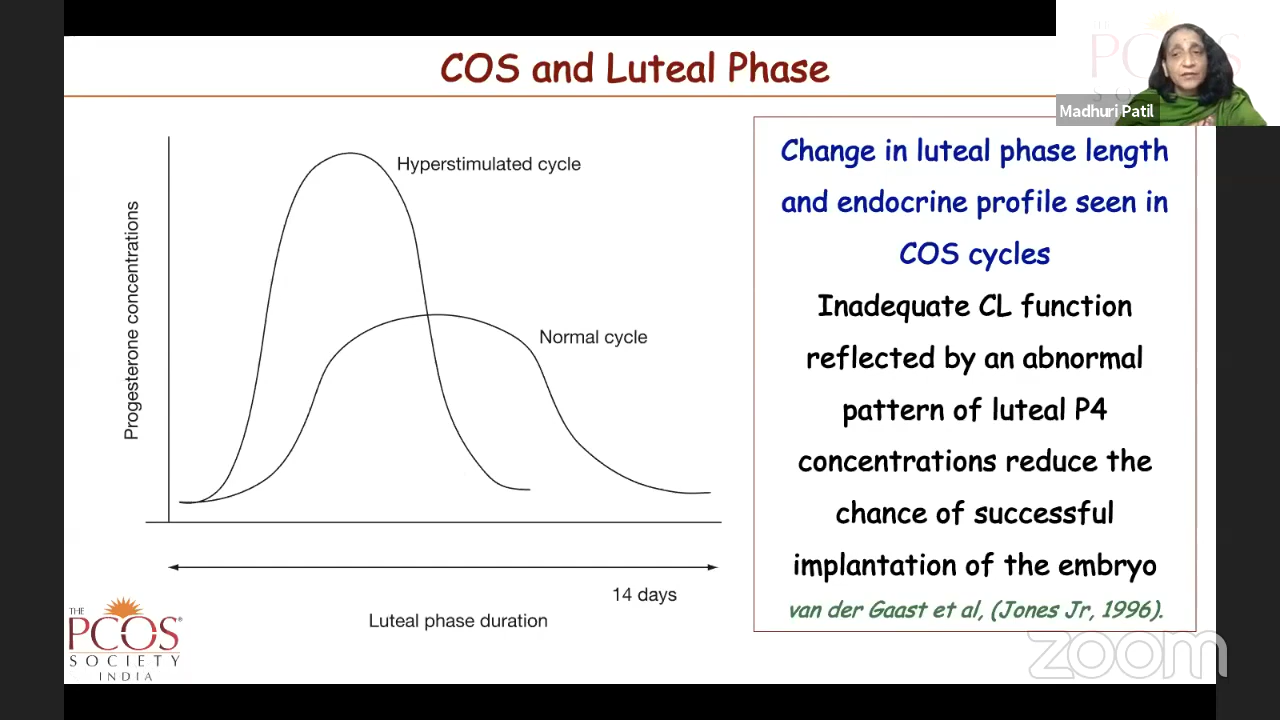 COS and Luteal Phase
Madhuri Patil
Hyperstimulated cycle
Normal cycle
Progesterone concentrations
14 days
Luteal phase duration
Change in luteal phase length
and endocrine profile seen in
COS cycles
Inadequate CL function
reflected by an abnormal
pattern of luteal P4
concentrations reduce the
chance of successful
implantation of the embryo
van der Gaast et al, (Jones Jr, 1996).
THE
PCOS
SOCIETY
INDIA
zoom